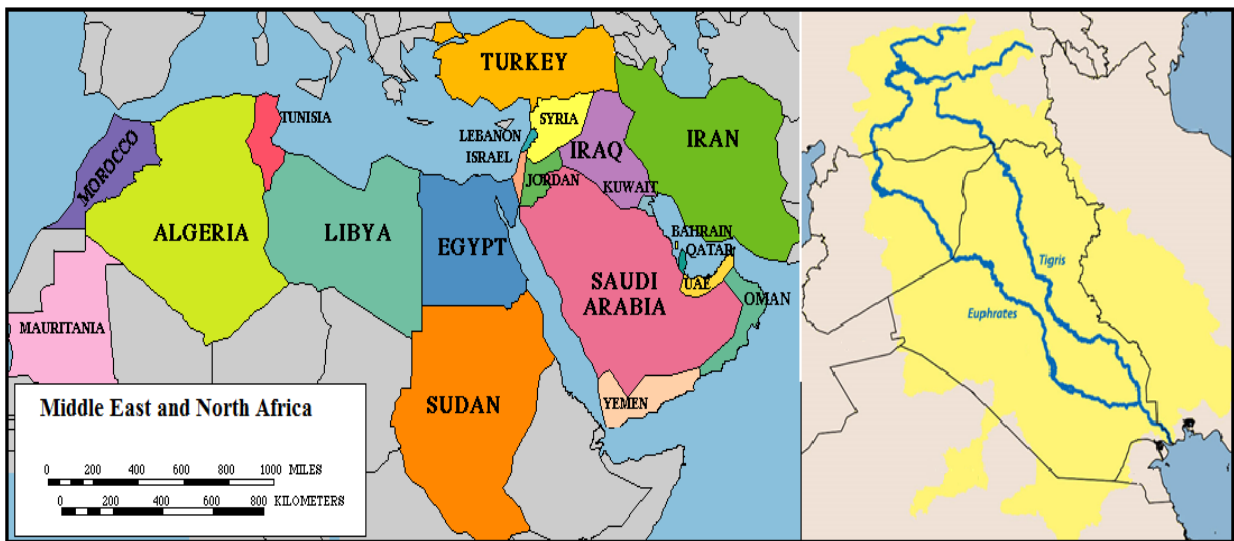 TURKEY
TUNISIA
SYRIA
LEBANON
ISRAEL
IRAQ
IRAN
MOROCCO
JORDAN
KUWAIT
ALGERIA
LIBYA
EGYPT
BAHRAIN
QATAR
SAUDI
ARABIA
UAE
OMAN
MAURITANIA
SUDAN
YEMEN
Middle East and North Africa
0 200 400 600 800 1000 MILES
0 200 400 600 800 KILOMETERS
Tigris
Euphrates